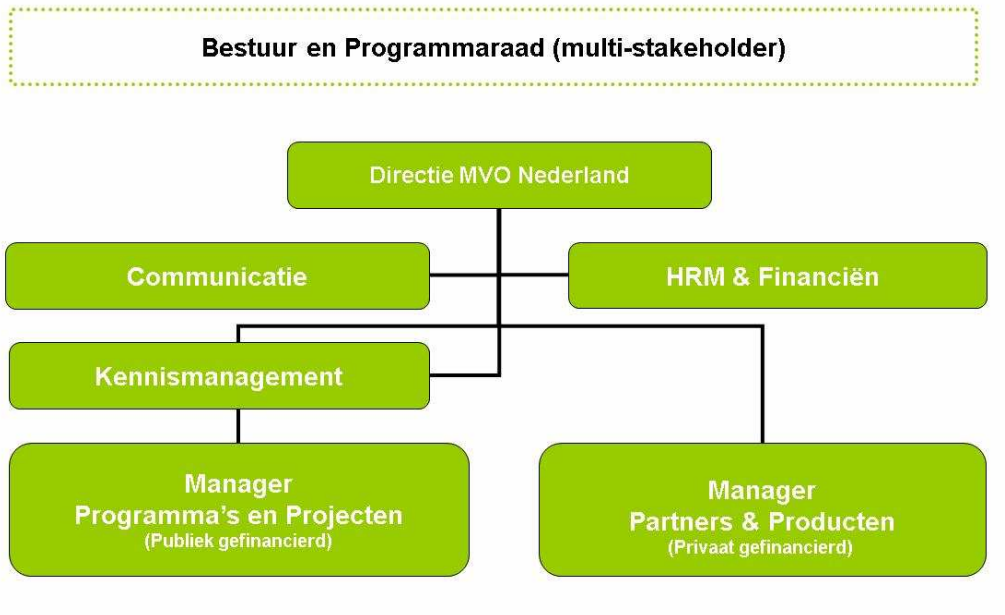 Bestuur en Programmaraad (multi-stakeholder)
Directie MVO Nederland
Communicatie
HRM & Financiën
Kennismanagement
Manager
Programma's en Projecten
(Publiek gefinancierd)
Manager
Partners & Producten
(Privaat gefinancierd)